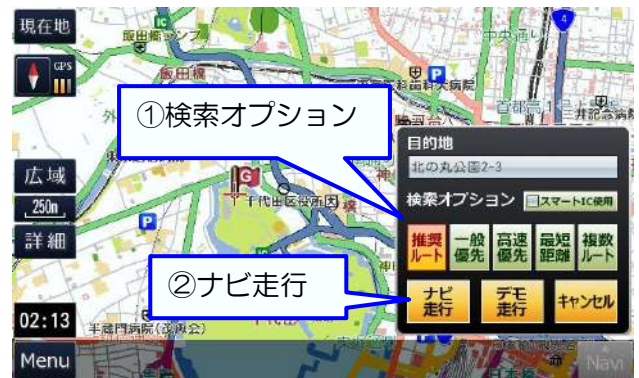 現在地
GPS
広域
250m
詳細
02:13
Menu
IC
飯田橋
4
P
①検索オプション
G
千代田区役所
P
②ナビ走行
目的地
北の丸公園2-3
検索オプション
スマートIC使用
推奨ルート
一般優先
高速優先
最短距離
複数ルート
ナビ走行
デモ走行
キャンセル
Navi